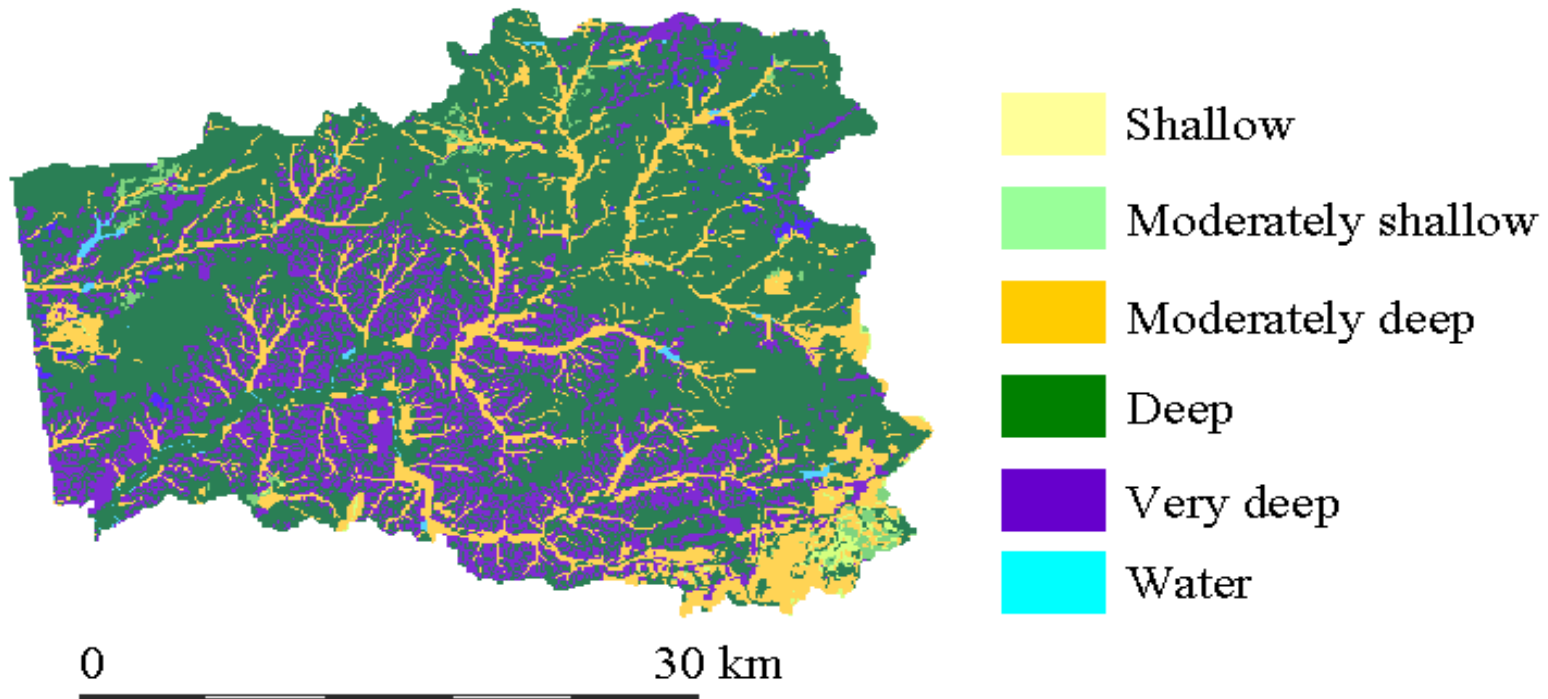 Shallow
Moderately shallow
Moderately deep
Deep
Very deep
Water
0 30 km